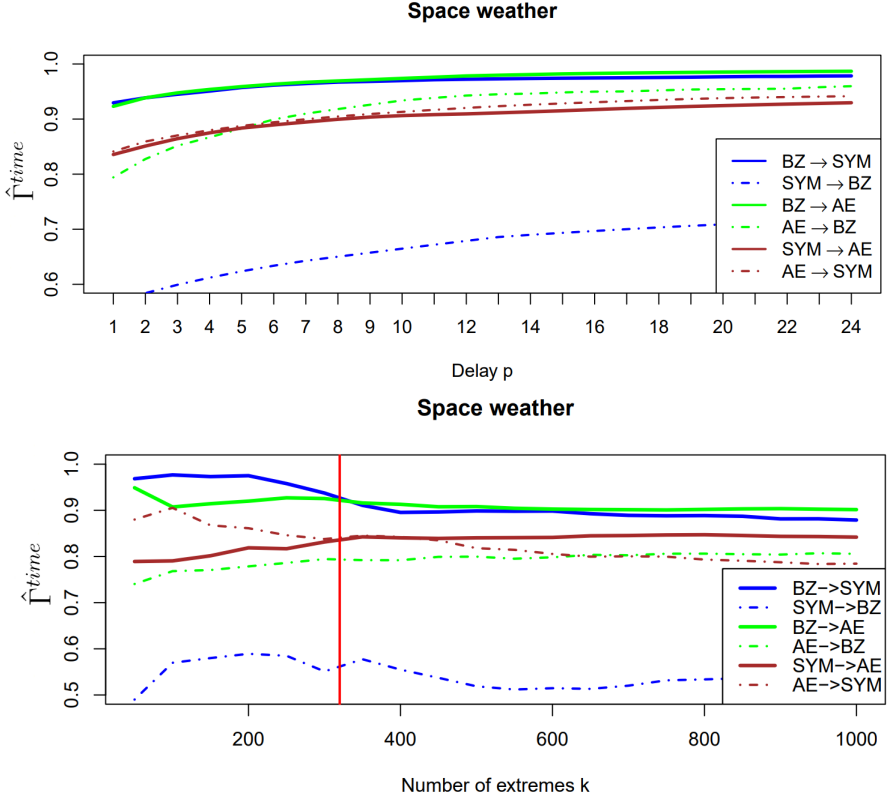 Space weather
1.0
0.9
0.8
0.7
0.6
Γ̂^time
BZ → SYM
SYM → BZ
BZ → AE
AE → BZ
SYM → AE
AE → SYM
1 2 3 4 5 6 7 8 9 10 12 14 16 18 20 22 24
Delay p
Space weather
1.0
0.9
0.8
0.7
0.6
0.5
Γ̂^time
BZ->SYM
SYM->BZ
BZ->AE
AE->BZ
SYM->AE
AE->SYM
200 400 600 800 1000
Number of extremes k